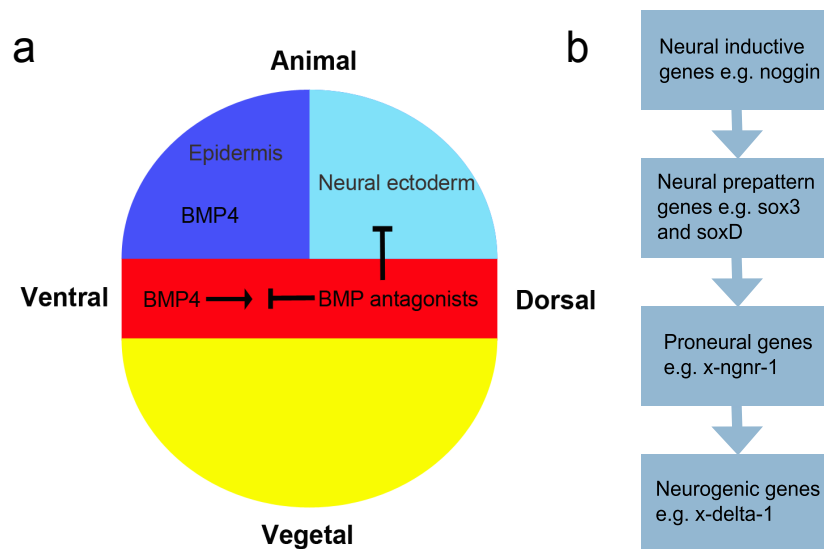 a
Animal
Epidermis
Neural ectoderm
BMP4
Ventral
BMP4
BMP antagonists
Dorsal
Vegetal
b
Neural inductive
genes e.g. noggin
Neural prepattern
genes e.g. sox3
and soxD
Proneural genes
e.g. x-ngnr-1
Neurogenic genes
e.g. x-delta-1